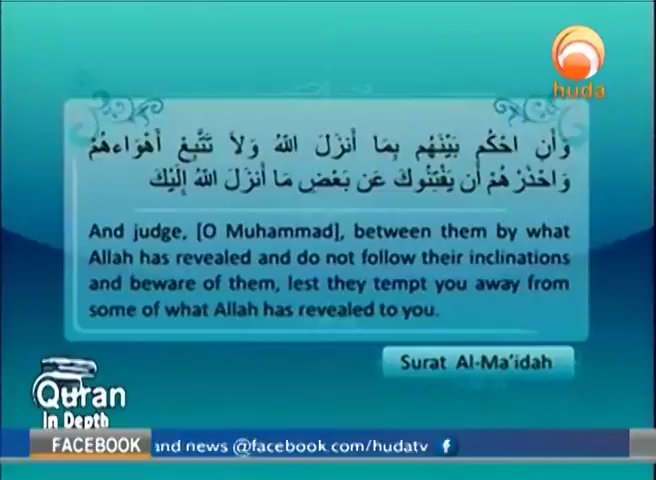 huda
وَأَنِ احْكُم بَيْنَهُم بِمَا أَنزَلَ اللّهُ وَلاَ تَتَّبِعْ أَهْوَاءهُمْ
وَاحْذَرْهُمْ أَن يَفْتِنُوكَ عَن بَعْضِ مَا أَنزَلَ اللّهُ إِلَيْكَ
And judge, [O Muhammad], between them by what
Allah has revealed and do not follow their inclinations
and beware of them, lest they tempt you away from
some of what Allah has revealed to you.
Surat Al-Ma'idah
Quran
In Depth
FACEBOOK and news @facebook.com/hudatv f